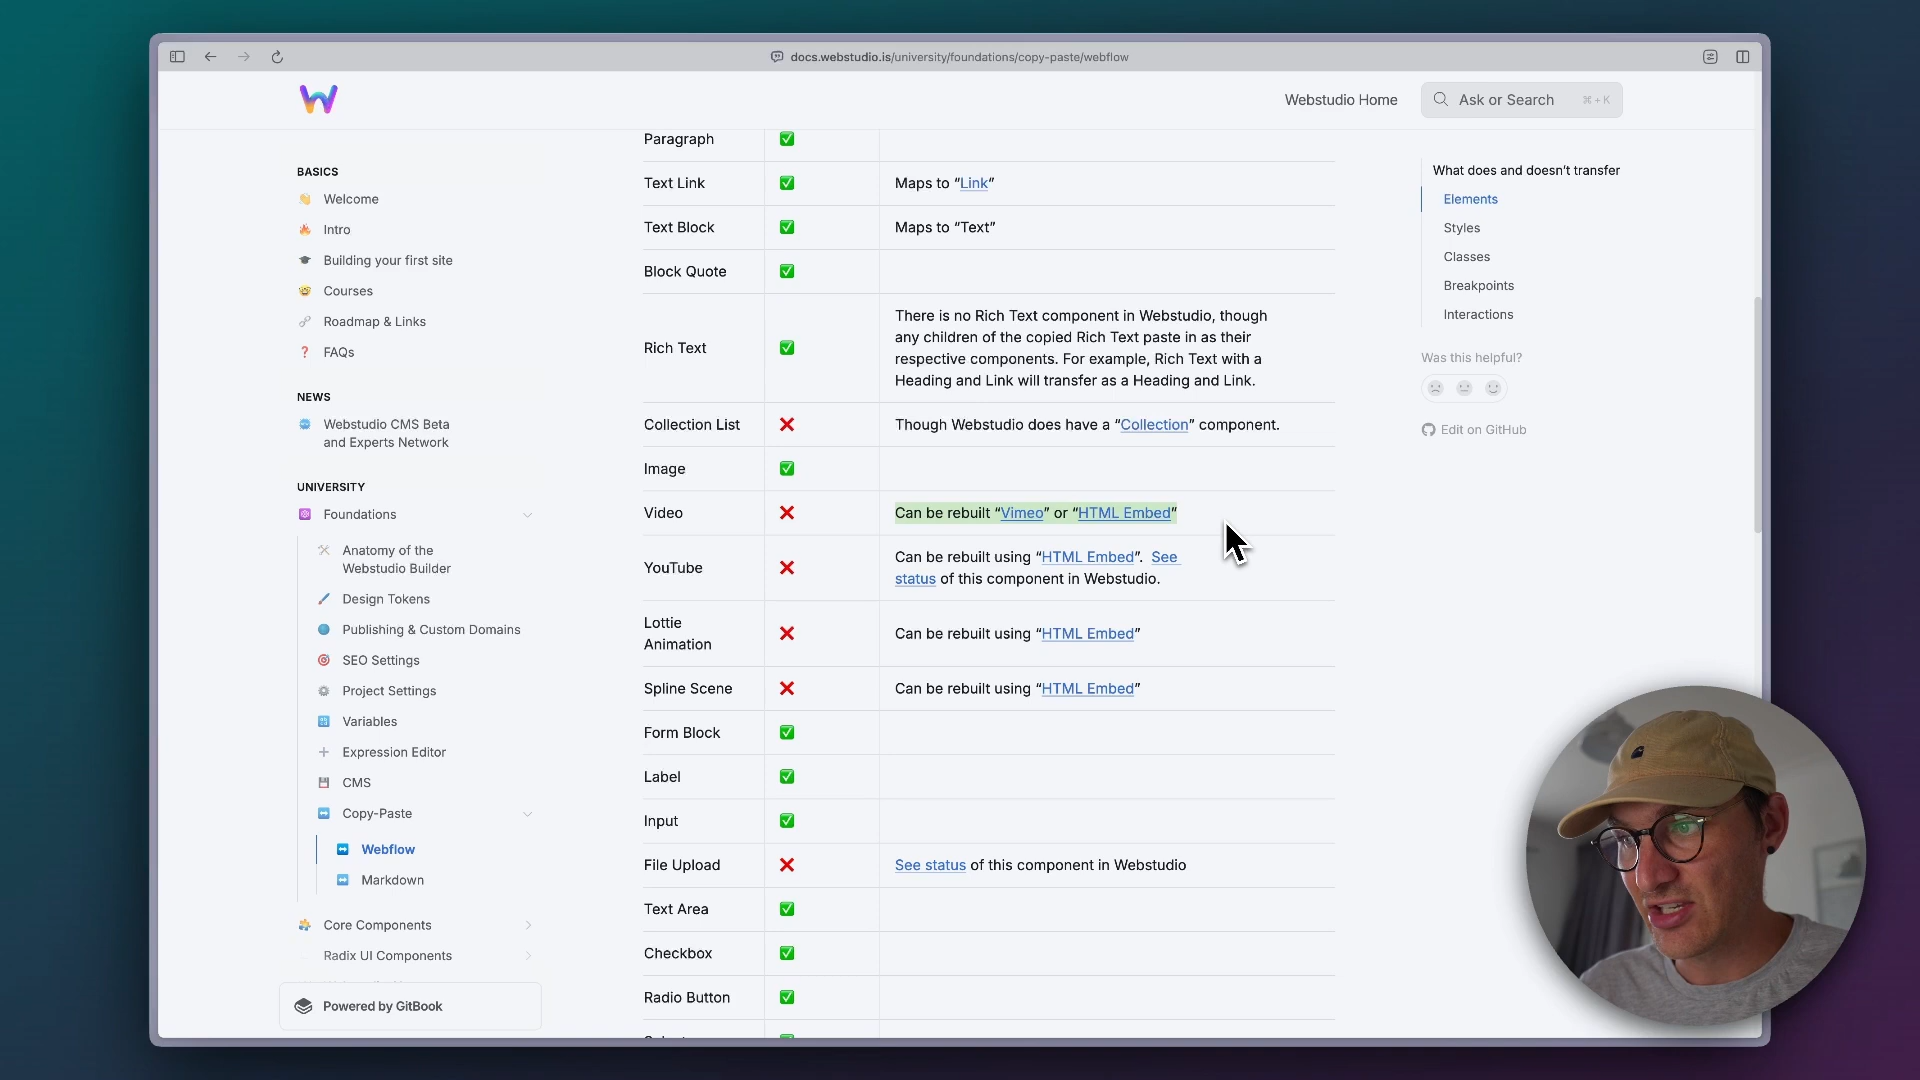 docs.webstudio.is/university/foundations/copy-paste/webflow
Webstudio Home
Ask or Search
⌘ + K
BASICS
Welcome
Intro
Building your first site
Courses
Roadmap & Links
FAQs
NEWS
Webstudio CMS Beta
and Experts Network
UNIVERSITY
Foundations
Anatomy of the
Webstudio Builder
Design Tokens
Publishing & Custom Domains
SEO Settings
Project Settings
Variables
Expression Editor
CMS
Copy-Paste
Webflow
Markdown
Core Components
Radix UI Components
Powered by GitBook
Paragraph
Text Link
Maps to “Link“
Text Block
Maps to “Text”
Block Quote
Rich Text
There is no Rich Text component in Webstudio, though
any children of the copied Rich Text paste in as their
respective components. For example, Rich Text with a
Heading and Link will transfer as a Heading and Link.
Collection List
Though Webstudio does have a “Collection” component.
Image
Video
Can be rebuilt “Vimeo” or “HTML Embed”
YouTube
Can be rebuilt using “HTML Embed”. See
status of this component in Webstudio.
Lottie
Animation
Can be rebuilt using “HTML Embed”
Spline Scene
Can be rebuilt using “HTML Embed”
Form Block
Label
Input
File Upload
See status of this component in Webstudio
Text Area
Checkbox
Radio Button
What does and doesn’t transfer
Elements
Styles
Classes
Breakpoints
Interactions
Was this helpful?
Edit on GitHub